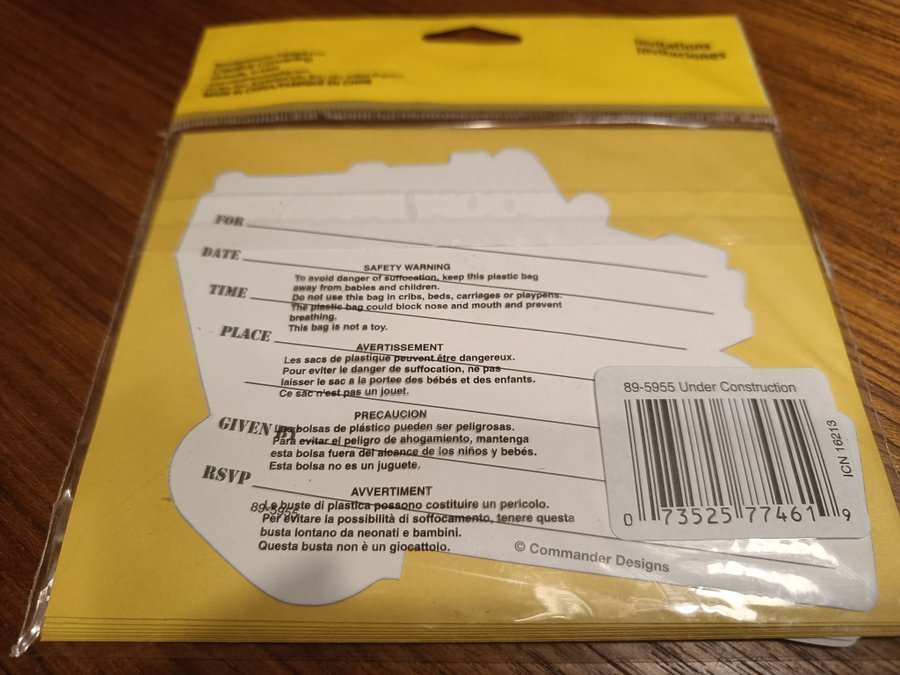 Invitations
Invitaciones
FOR
DATE
TIME
PLACE
GIVEN BY
RSVP
89-5955
SAFETY WARNING
To avoid danger of suffocation, keep this plastic bag
away from babies and children.
Do not use this bag in cribs, beds, carriages or playpens.
The plastic bag could block nose and mouth and prevent
breathing.
This bag is not a toy.
AVERTISSEMENT
Les sacs de plastique peuvent être dangereux.
Pour eviter le danger de suffocation, ne pas
laisser le sac a la portee des bébés et des enfants.
Ce sac n'est pas un jouet.
PRECAUCION
Las bolsas de plástico pueden ser peligrosas.
Para evitar el peligro de ahogamiento, mantenga
esta bolsa fuera del alcance de los niños y bebés.
Esta bolsa no es un juguete.
AVVERTIMENT
Le buste di plastica possono costituire un pericolo.
Per evitare la possibilità di soffocamento, tenere questa
busta lontano da neonati e bambini.
Questa busta non è un giocattolo.
© Commander Designs
89-5955 Under Construction
ICN 16213
0 73525 77461 9